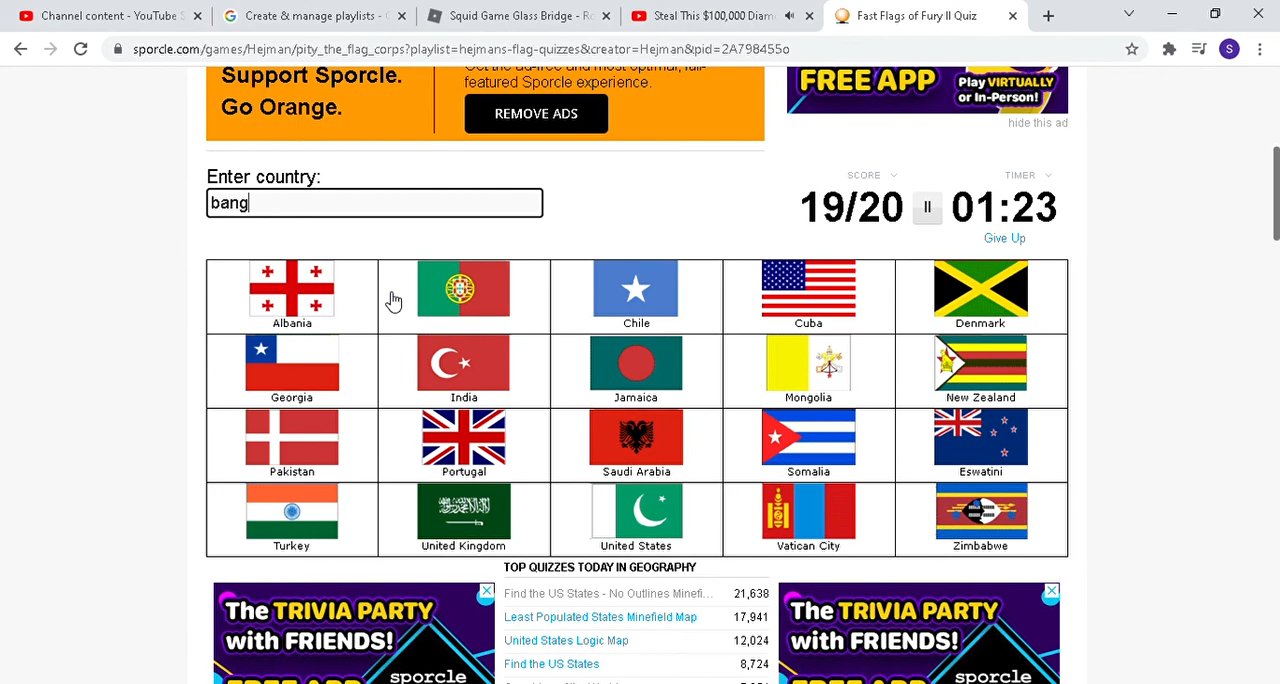 Channel content - YouTube S
Create & manage playlists - C
Squid Game Glass Bridge - Ro
Steal This $100,000 Diam
Fast Flags of Fury II Quiz
sporcle.com/games/Hejman/pity_the_flag_corps?playlist=hejmans-flag-quizzes&creator=Hejman&pid=2A798455o
S
Support Sporcle.
Go Orange.
Get the ad-free and most optimal, full-
featured Sporcle experience.
REMOVE ADS
FREE APP
Play VIRTUALLY
or In-Person!
hide this ad
Enter country:
bang
SCORE
TIMER
19/20
01:23
Give Up
Albania
Chile
Cuba
Denmark
Georgia
India
Jamaica
Mongolia
New Zealand
Pakistan
Portugal
Saudi Arabia
Somalia
Eswatini
Turkey
United Kingdom
United States
Vatican City
Zimbabwe
TOP QUIZZES TODAY IN GEOGRAPHY
Find the US States - No Outlines Minefi... 21,638
Least Populated States Minefield Map 17,941
United States Logic Map 12,024
Find the US States 8,724
The TRIVIA PARTY
with FRIENDS!
sporcle
FREE APP
The TRIVIA PARTY
with FRIENDS!
sporcle
FREE APP